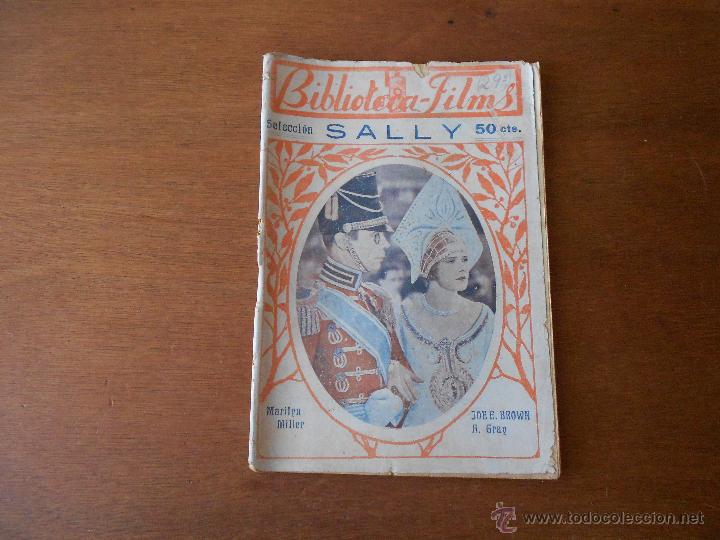 Biblioteca-Films
Selección SALLY 50 cts.
Marilyn
Miller
JOE E. BROWN
A. Gray
© www.todocoleccion.net